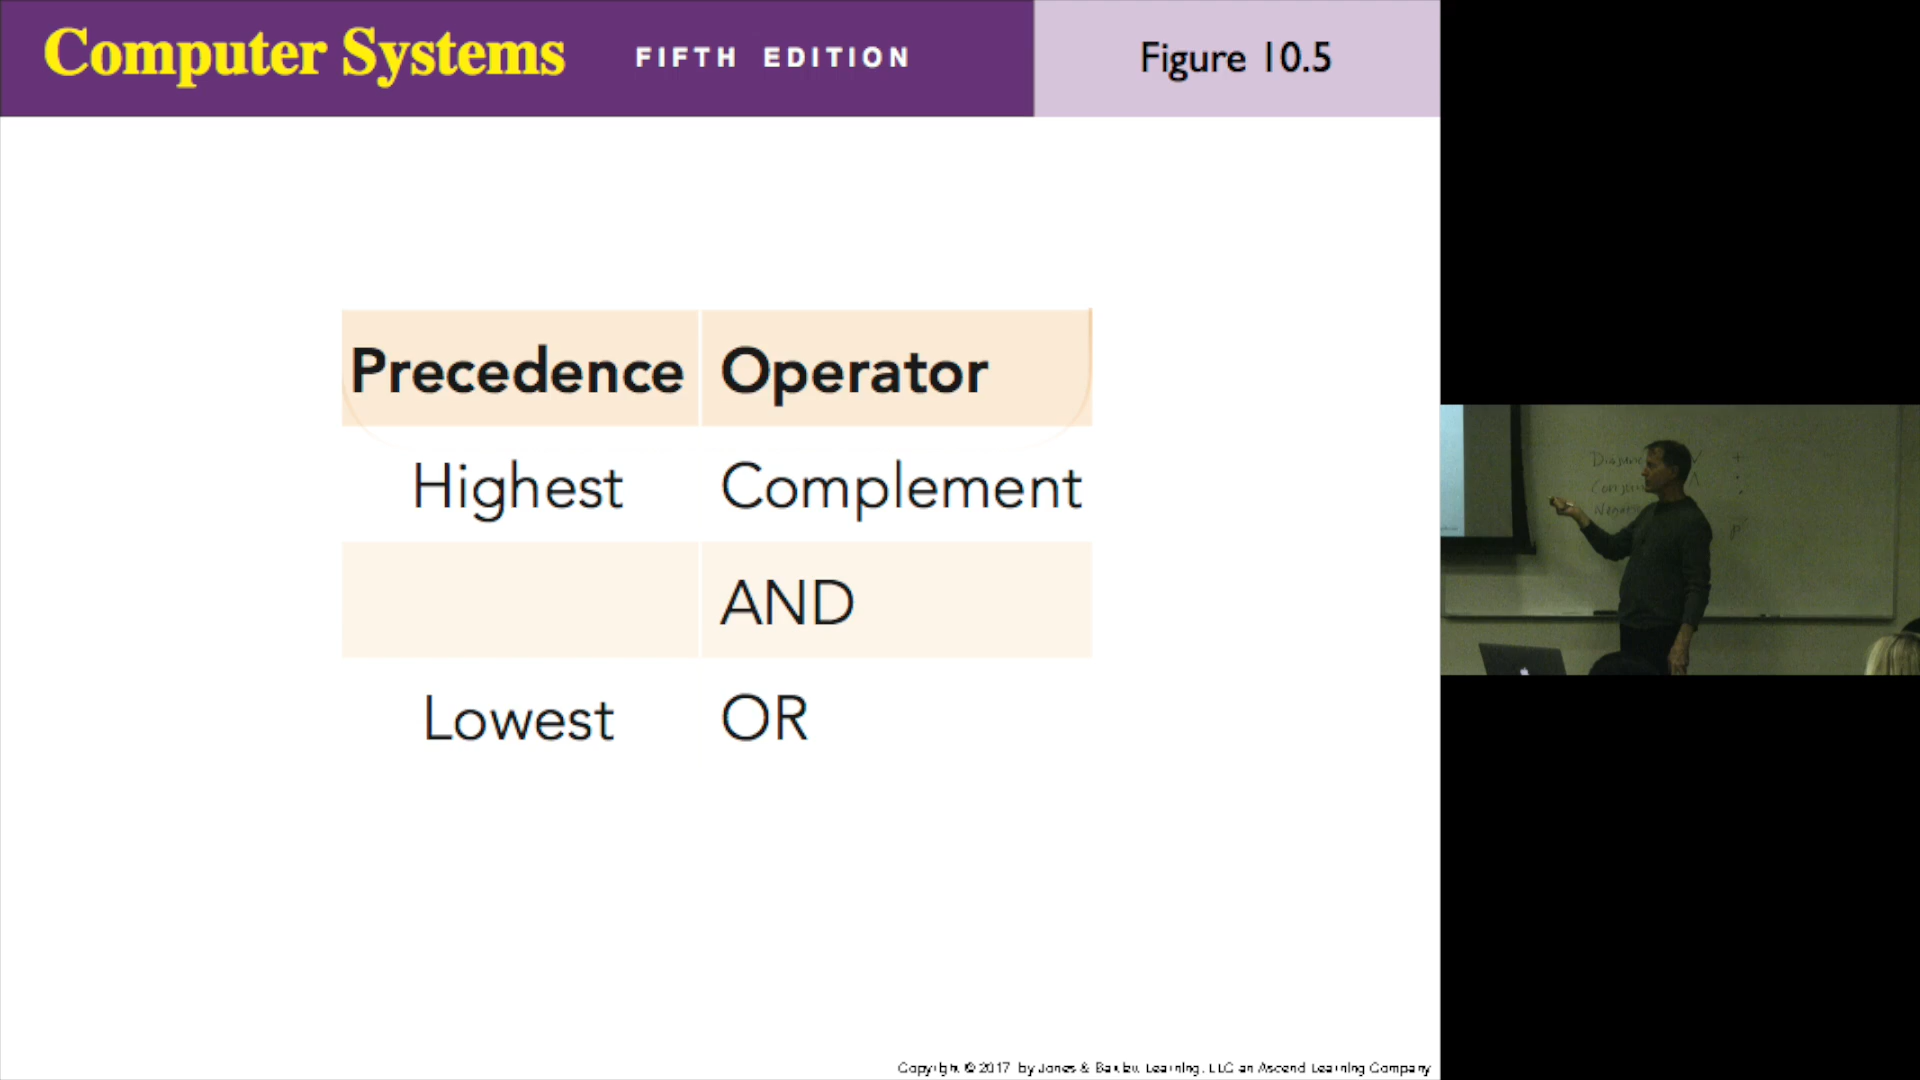 Computer Systems FIFTH EDITION Figure 10.5
Precedence Operator
Highest Complement
AND
Lowest OR
Copyright © 2017 by Jones & Bartlett Learning, LLC an Ascend Learning Company